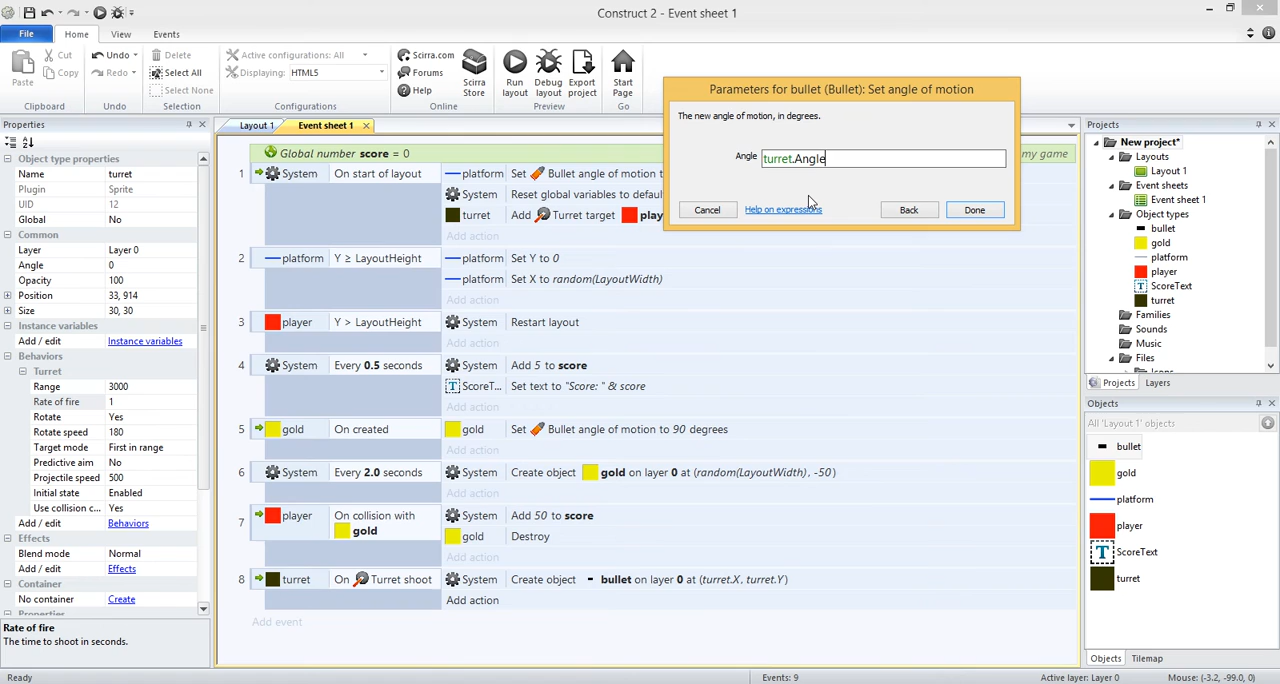 Construct 2 - Event sheet 1
File
Home
View
Events
Paste
Cut
Copy
Clipboard
Undo
Redo
Undo
Delete
Select All
Select None
Selection
Active configurations: All
Displaying: HTML5
Configurations
Scirra.com
Forums
Help
Scirra Store
Online
Run layout
Debug layout
Export project
Preview
Start Page
Go
Properties
Object type properties
Name turret
Plugin Sprite
UID 12
Global No
Common
Layer Layer 0
Angle 0
Opacity 100
Position 33, 914
Size 30, 30
Instance variables
Add / edit Instance variables
Behaviors
Turret
Range 3000
Rate of fire 1
Rotate Yes
Rotate speed 180
Target mode First in range
Predictive aim No
Projectile speed 500
Initial state Enabled
Use collision c... Yes
Add / edit Behaviors
Effects
Blend mode Normal
Add / edit Effects
Container
No container Create
Properties
Rate of fire
The time to shoot in seconds.
Ready
Layout 1
Event sheet 1
Global number score = 0
my game
1 System On start of layout
platform Set Bullet angle of motion
System Reset global variables to
turret Add Turret target
Add action
2 platform Y ≥ LayoutHeight
platform Set Y to 0
platform Set X to random(LayoutWidth)
Add action
3 player Y > LayoutHeight
System Restart layout
Add action
4 System Every 0.5 seconds
System Add 5 to score
T ScoreT... Set text to "Score: " & score
Add action
5 gold On created
gold Set Bullet angle of motion to 90 degrees
Add action
6 System Every 2.0 seconds
System Create object gold on layer 0 at (random(LayoutWidth), -50)
Add action
7 player On collision with gold
System Add 50 to score
gold Destroy
Add action
8 turret On Turret shoot
System Create object bullet on layer 0 at (turret.X, turret.Y)
Add action
Add event
Parameters for bullet (Bullet): Set angle of motion
The new angle of motion, in degrees.
Angle turret.Angle
Cancel
Help on expressions
Back
Done
Projects
New project*
Layouts
Layout 1
Event sheets
Event sheet 1
Object types
bullet
gold
platform
player
T ScoreText
turret
Families
Sounds
Music
Files
Projects
Layers
Objects
All 'Layout 1' objects
bullet
gold
platform
player
T ScoreText
turret
Objects
Tilemap
Events: 9
Active layer: Layer 0
Mouse: (-3.2, -99.0, 0)